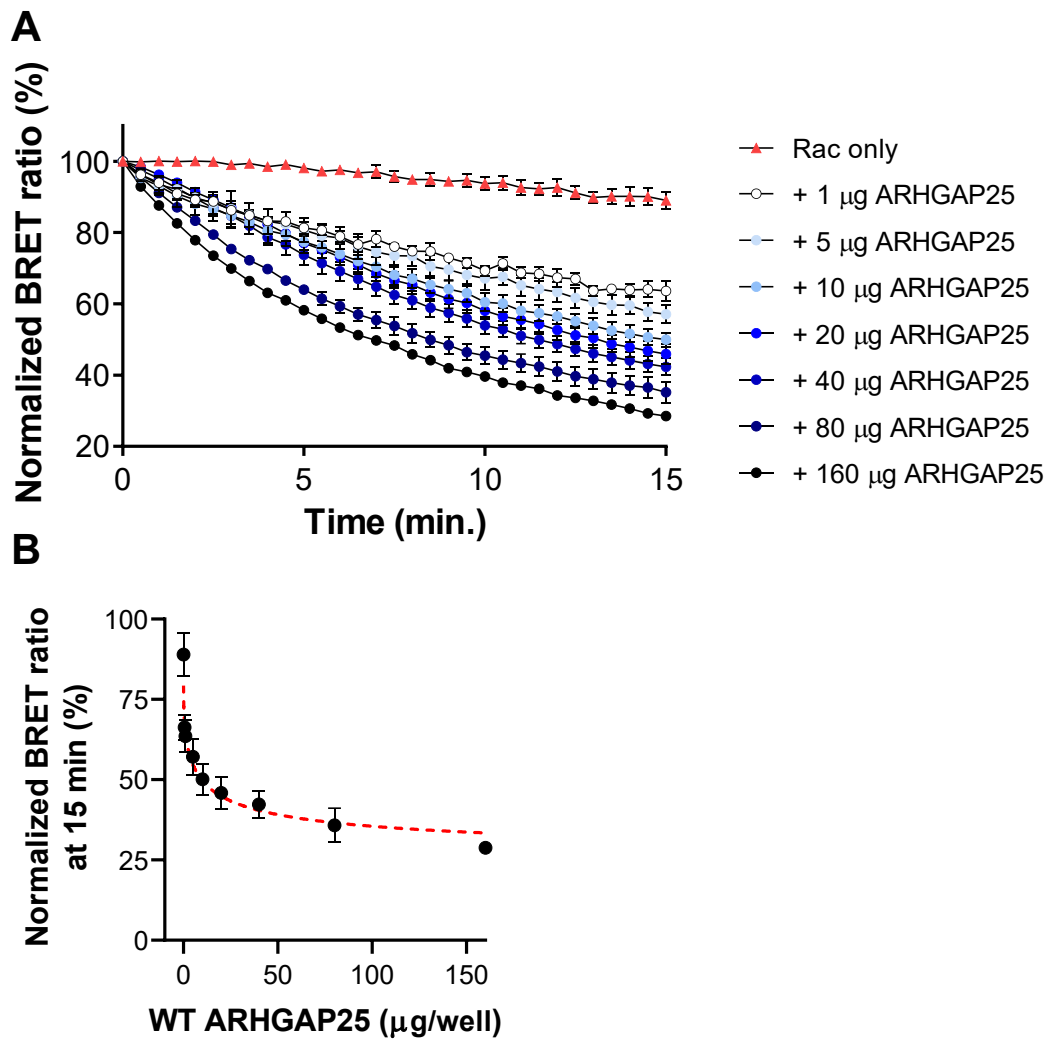 A
Normalized BRET ratio (%)
100
80
60
40
20
0
5
10
15
Time (min.)
Rac only
+ 1 μg ARHGAP25
+ 5 μg ARHGAP25
+ 10 μg ARHGAP25
+ 20 μg ARHGAP25
+ 40 μg ARHGAP25
+ 80 μg ARHGAP25
+ 160 μg ARHGAP25
B
Normalized BRET ratio
at 15 min (%)
100
75
50
25
0
0
50
100
150
WT ARHGAP25 (μg/well)